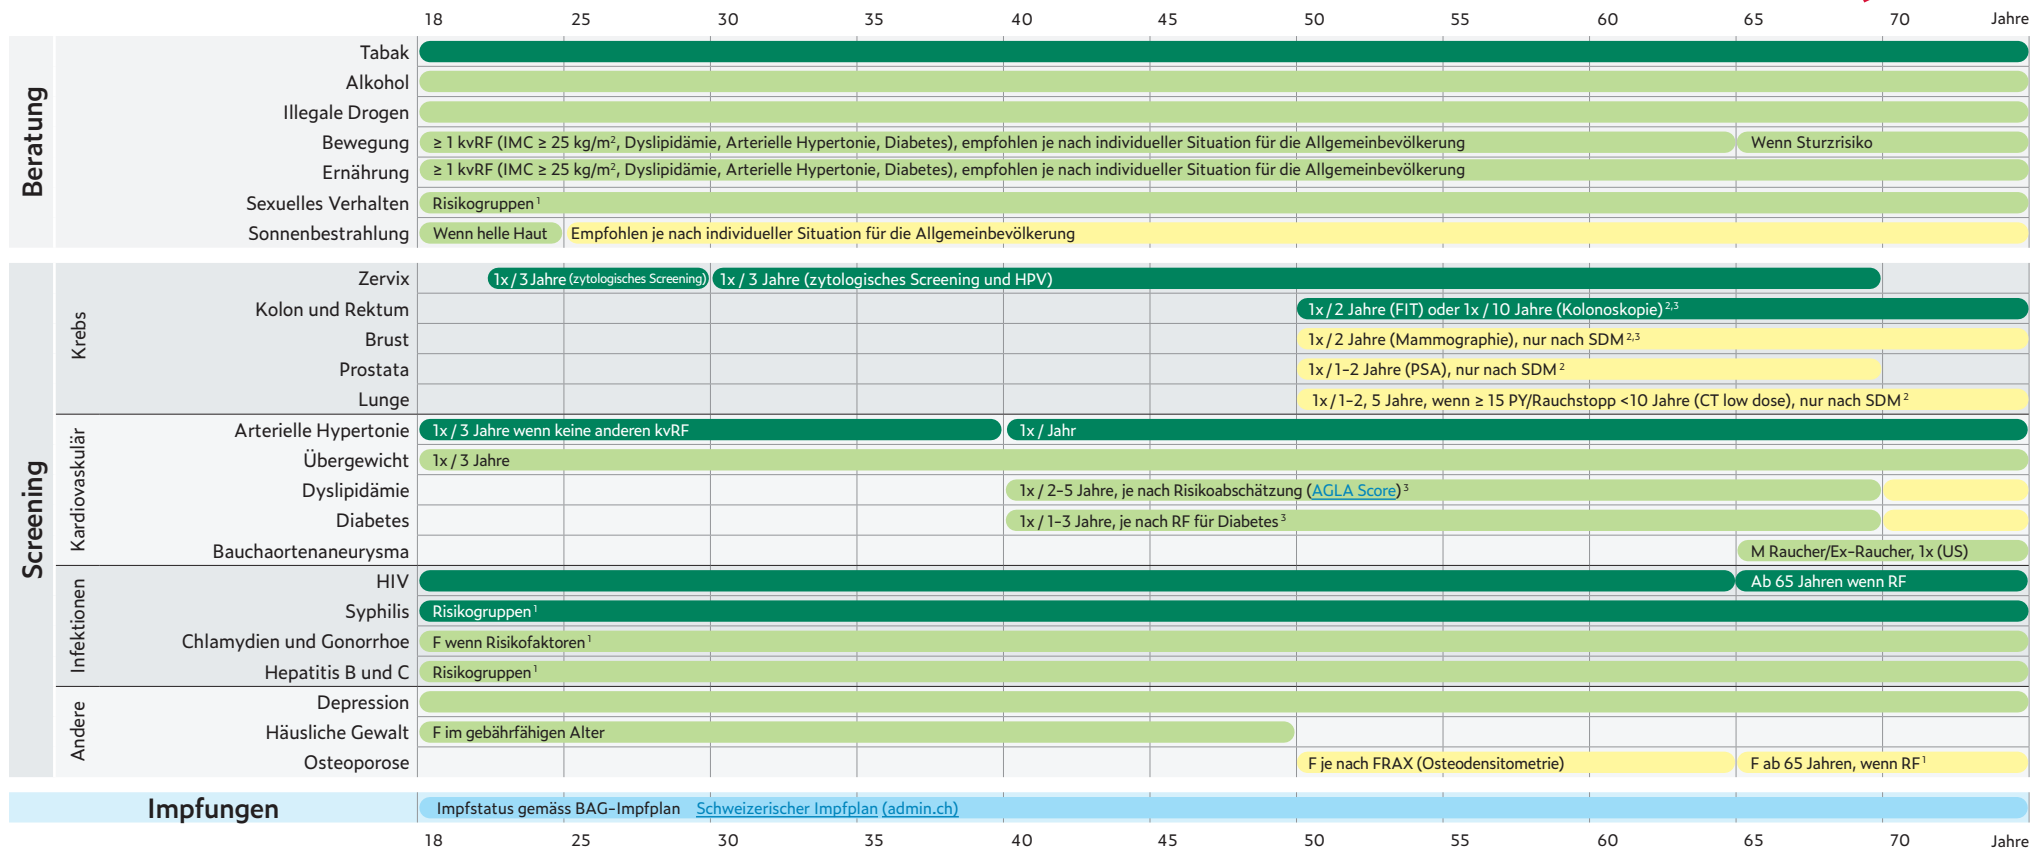 18 25 30 35 40 45 50 55 60 65 70 Jahre
Beratung
Tabak
Alkohol
Illegale Drogen
Bewegung ≥ 1 kvRF (IMC ≥ 25 kg/m², Dyslipidämie, Arterielle Hypertonie, Diabetes), empfohlen je nach individueller Situation für die Allgemeinbevölkerung Wenn Sturzrisiko
Ernährung ≥ 1 kvRF (IMC ≥ 25 kg/m², Dyslipidämie, Arterielle Hypertonie, Diabetes), empfohlen je nach individueller Situation für die Allgemeinbevölkerung
Sexuelles Verhalten Risikogruppen¹
Sonnenbestrahlung Wenn helle Haut Empfohlen je nach individueller Situation für die Allgemeinbevölkerung
Screening
Krebs
Zervix 1x / 3 Jahre (zytologisches Screening) 1x / 3 Jahre (zytologisches Screening und HPV)
Kolon und Rektum 1x / 2 Jahre (FIT) oder 1x / 10 Jahre (Kolonoskopie)²,³
Brust 1x / 2 Jahre (Mammographie), nur nach SDM²,³
Prostata 1x / 1–2 Jahre (PSA), nur nach SDM²
Lunge 1x / 1–2, 5 Jahre, wenn ≥ 15 PY/Rauchstopp <10 Jahre (CT low dose), nur nach SDM²
Kardiovaskulär
Arterielle Hypertonie 1x / 3 Jahre wenn keine anderen kvRF 1x / Jahr
Übergewicht 1x / 3 Jahre
Dyslipidämie 1x / 2–5 Jahre, je nach Risikoabschätzung (AGLA Score)³
Diabetes 1x / 1–3 Jahre, je nach RF für Diabetes³
Bauchaortenaneurysma M Raucher/Ex-Raucher, 1x (US)
Infektionen
HIV Ab 65 Jahren wenn RF
Syphilis Risikogruppen¹
Chlamydien und Gonorrhoe F wenn Risikofaktoren¹
Hepatitis B und C Risikogruppen¹
Andere
Depression
Häusliche Gewalt F im gebährfähigen Alter
Osteoporose F je nach FRAX (Osteodensitometrie) F ab 65 Jahren, wenn RF¹
Impfungen Impfstatus gemäss BAG-Impfplan Schweizerischer Impfplan (admin.ch)
18 25 30 35 40 45 50 55 60 65 70 Jahre